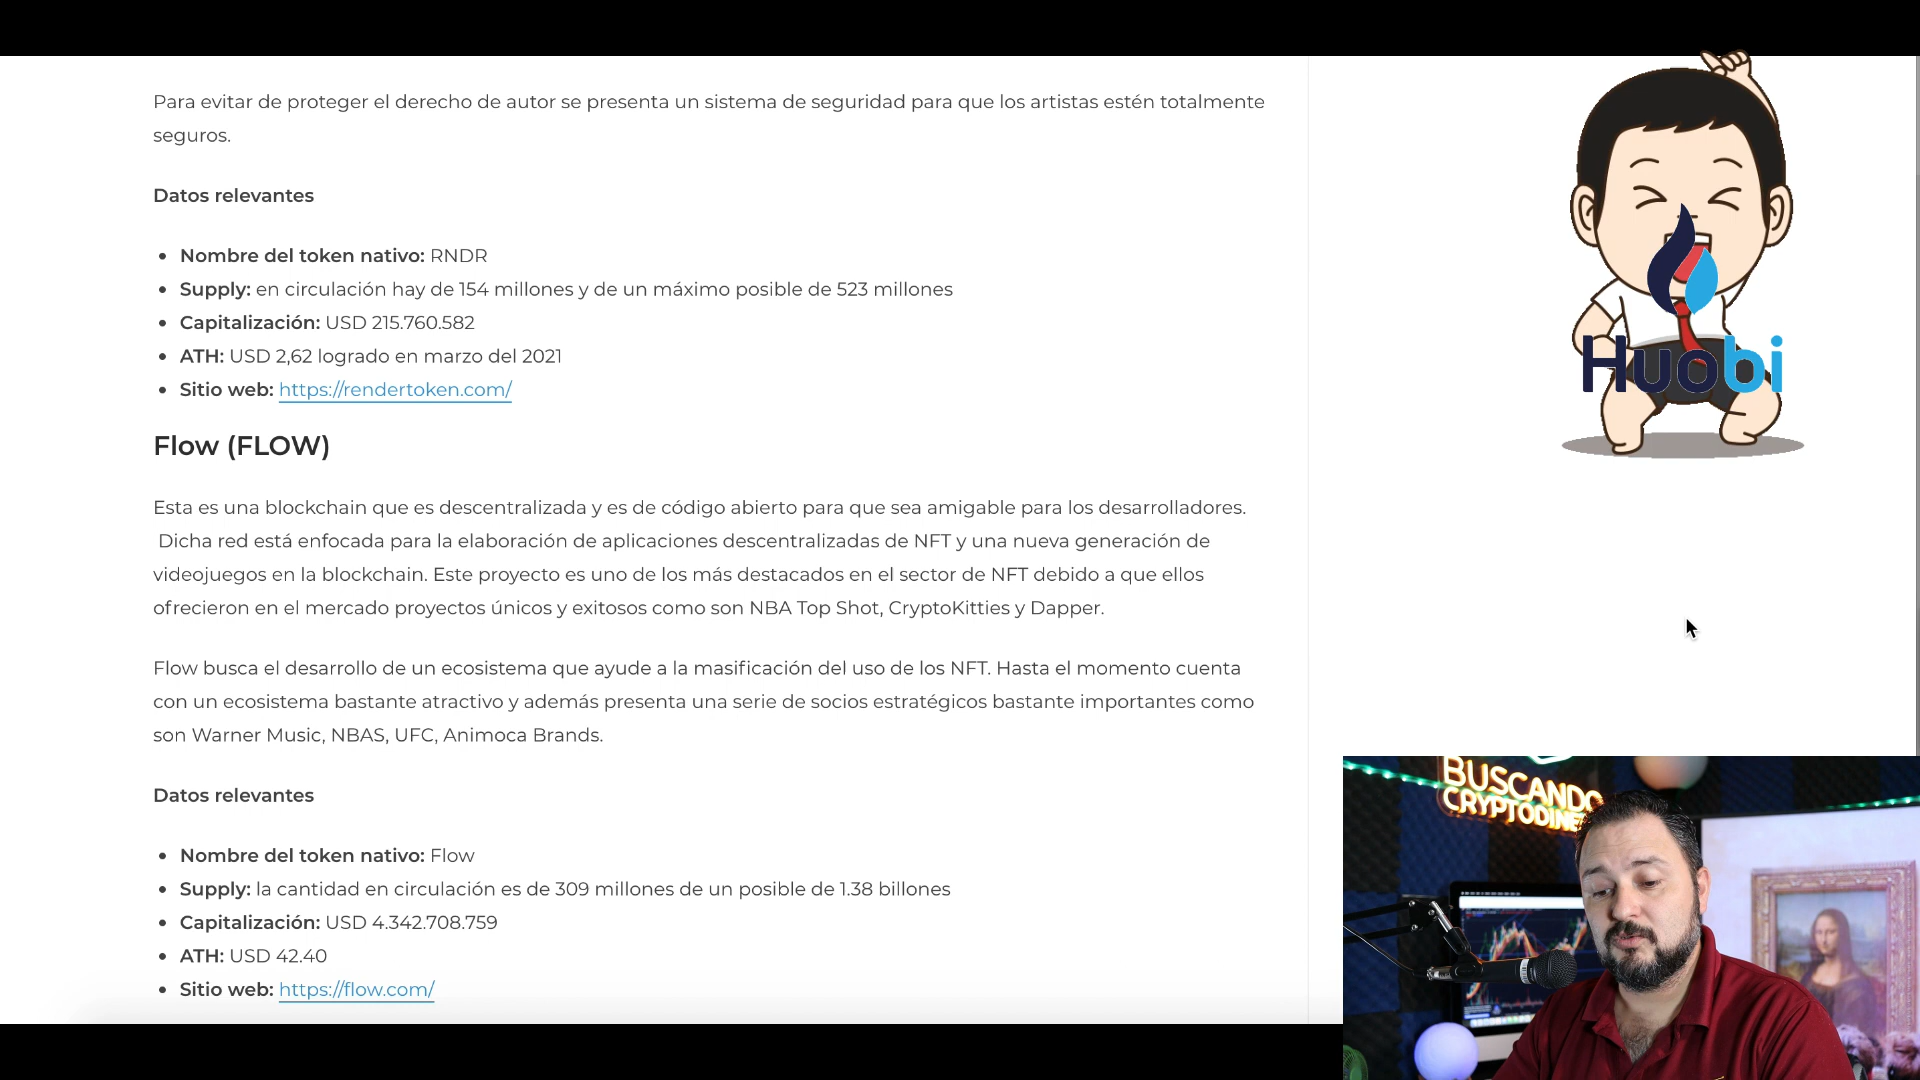 Para evitar de proteger el derecho de autor se presenta un sistema de seguridad para que los artistas estén totalmente
seguros.
Datos relevantes
Nombre del token nativo: RNDR
Supply: en circulación hay de 154 millones y de un máximo posible de 523 millones
Capitalización: USD 215.760.582
ATH: USD 2,62 logrado en marzo del 2021
Sitio web: https://rendertoken.com/
Huobi
Flow (FLOW)
Esta es una blockchain que es descentralizada y es de código abierto para que sea amigable para los desarrolladores.
Dicha red está enfocada para la elaboración de aplicaciones descentralizadas de NFT y una nueva generación de
videojuegos en la blockchain. Este proyecto es uno de los más destacados en el sector de NFT debido a que ellos
ofrecieron en el mercado proyectos únicos y exitosos como son NBA Top Shot, CryptoKitties y Dapper.
Flow busca el desarrollo de un ecosistema que ayude a la masificación del uso de los NFT. Hasta el momento cuenta
con un ecosistema bastante atractivo y además presenta una serie de socios estratégicos bastante importantes como
son Warner Music, NBAS, UFC, Animoca Brands.
Datos relevantes
Nombre del token nativo: Flow
Supply: la cantidad en circulación es de 309 millones de un posible de 1.38 billones
Capitalización: USD 4.342.708.759
ATH: USD 42.40
Sitio web: https://flow.com/
BUSCANDO